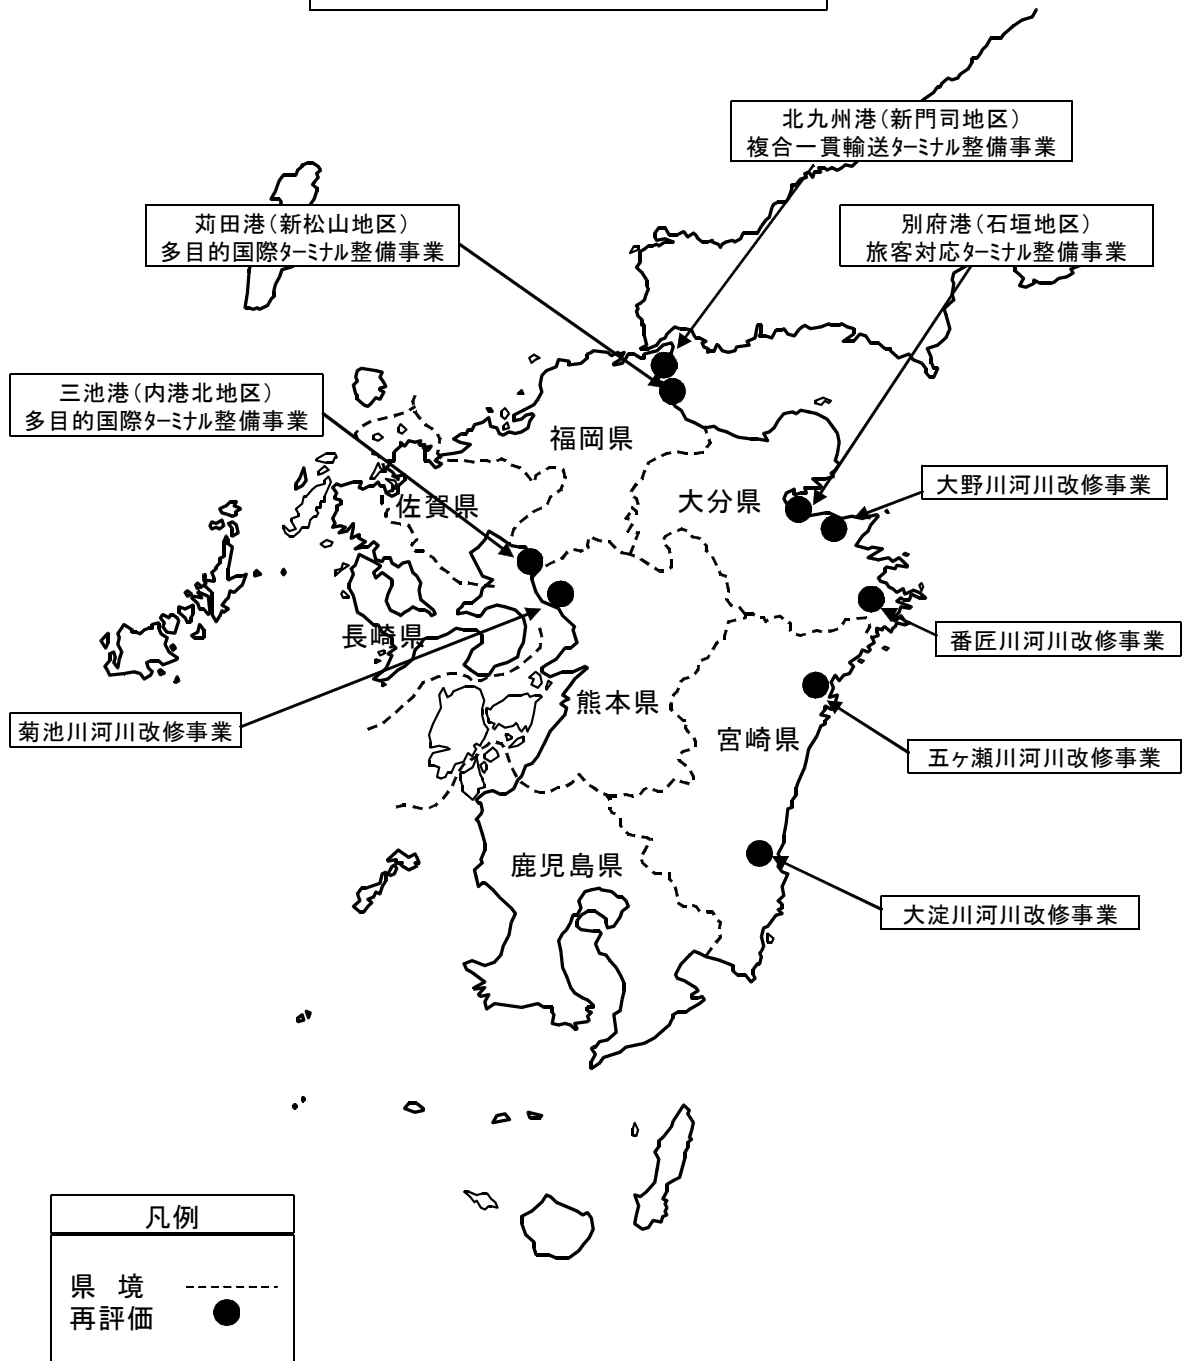 北九州港（新門司地区）
複合一貫輸送ﾀｰﾐﾅﾙ整備事業
苅田港（新松山地区）
多目的国際ﾀｰﾐﾅﾙ整備事業
別府港（石垣地区）
旅客対応ﾀｰﾐﾅﾙ整備事業
三池港（内港北地区）
多目的国際ﾀｰﾐﾅﾙ整備事業
福岡県
大分県
大野川河川改修事業
佐賀県
長崎県
番匠川河川改修事業
熊本県
菊池川河川改修事業
宮崎県
五ヶ瀬川河川改修事業
鹿児島県
大淀川河川改修事業
凡例
県 境
再評価